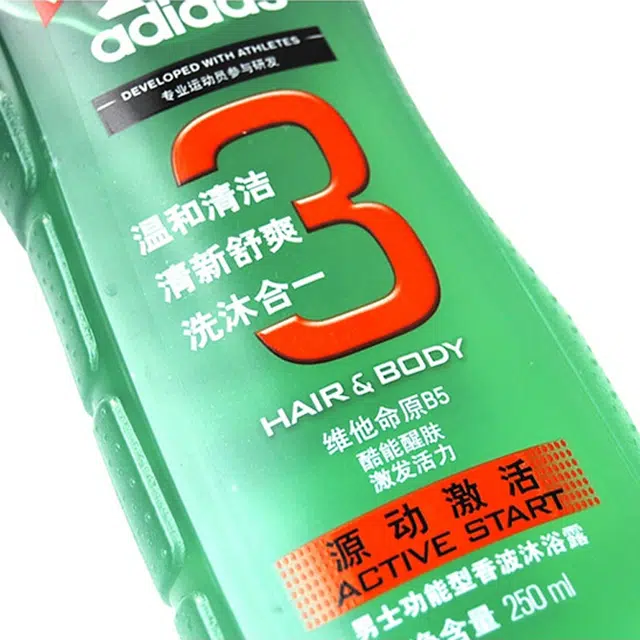 adidas
DEVELOPED WITH ATHLETES
专业运动员参与研发
3
温和清洁
清新舒爽
洗沐合一
HAIR & BODY
维他命原B5
酷能醒肤
激发活力
源动激活
ACTIVE START
男士功能型香波沐浴露
含量 250 ml